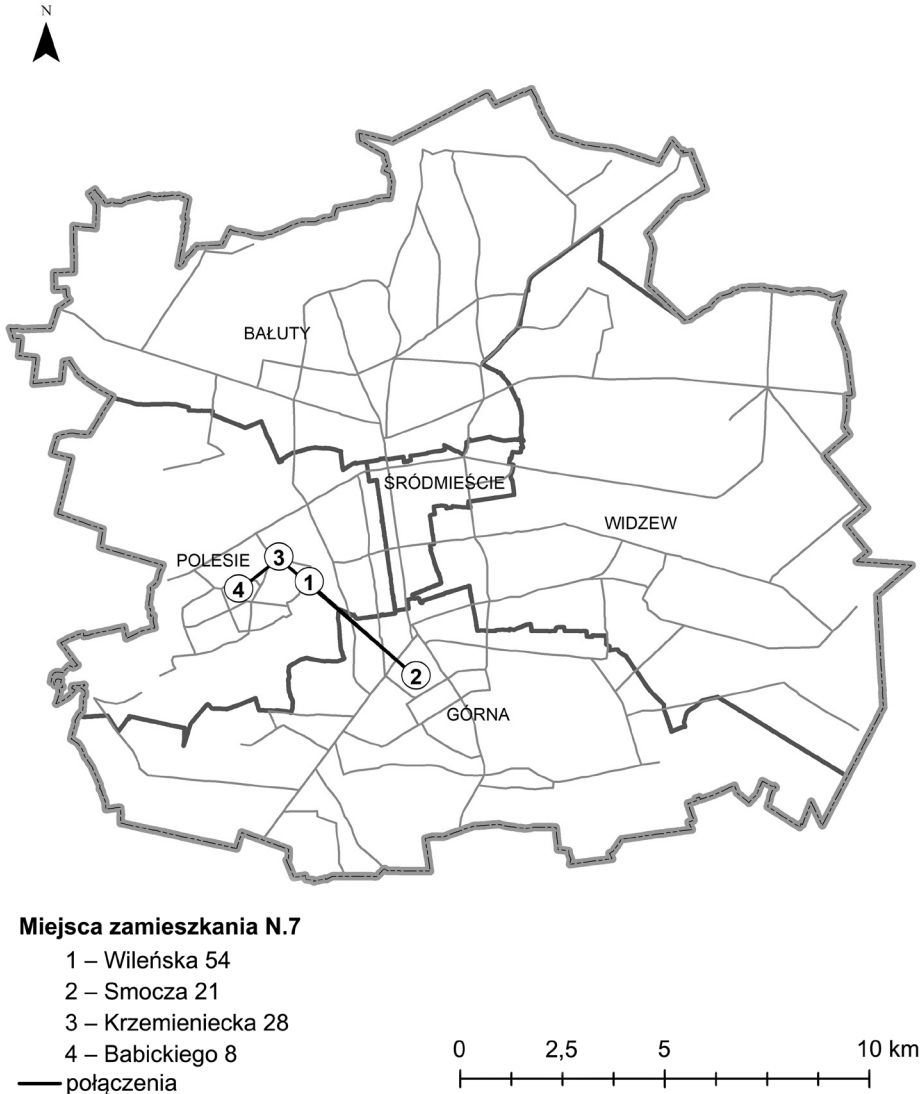 N
BAŁUTY
ŚRÓDMIEŚCIE
WIDZEW
POLESIE
3
4
1
2
GÓRNA
Miejsca zamieszkania N.7
1 – Wileńska 54
2 – Smocza 21
3 – Krzemieniecka 28
4 – Babickiego 8
połączenia
0 2,5 5 10 km